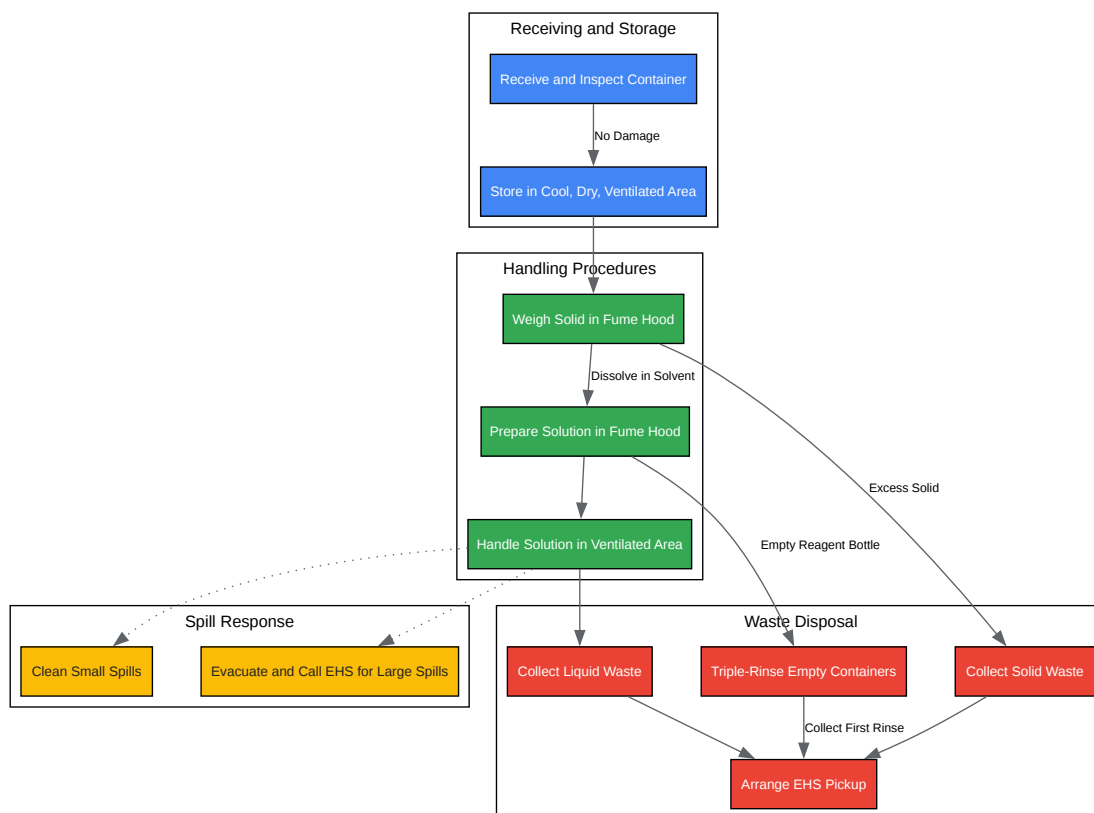 Receiving and Storage
Receive and Inspect Container
No Damage
Store in Cool, Dry, Ventilated Area
Handling Procedures
Weigh Solid in Fume Hood
Dissolve in Solvent
Prepare Solution in Fume Hood
Excess Solid
Empty Reagent Bottle
Handle Solution in Ventilated Area
Spill Response
Clean Small Spills
Evacuate and Call EHS for Large Spills
Waste Disposal
Collect Liquid Waste
Triple-Rinse Empty Containers
Collect Solid Waste
Collect First Rinse
Arrange EHS Pickup